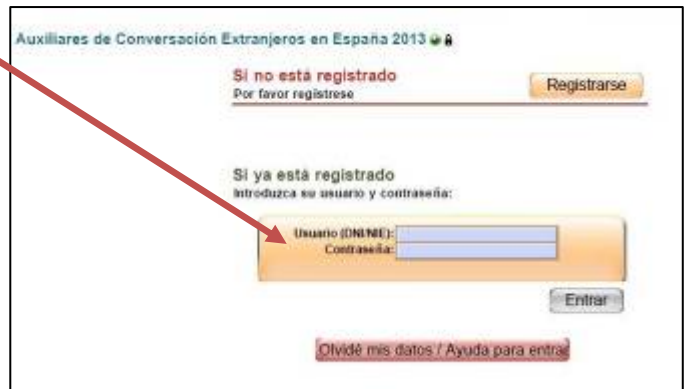 Auxiliares de Conversación Extranjeros en España 2013
Si no está registrado
Por favor regístrese
Registrarse
Si ya está registrado
Introduzca su usuario y contraseña:
Usuario (DNI/NIE):
Contraseña:
Entrar
Olvidé mis datos / Ayuda para entrar